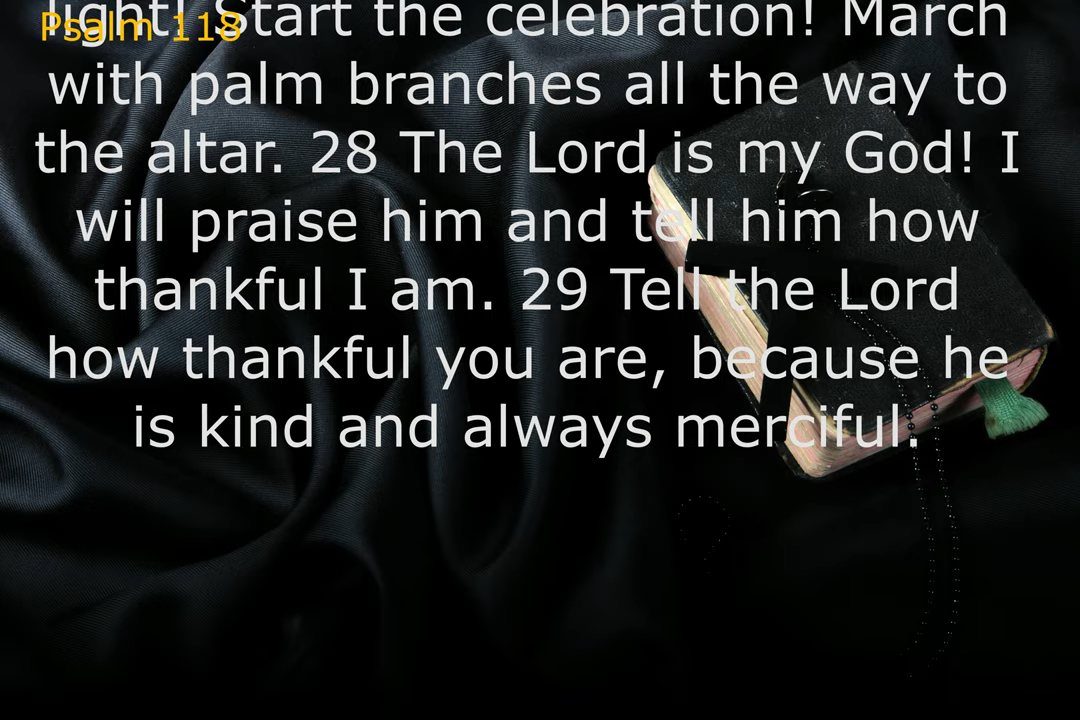 Psalm 118
light! Start the celebration! March
with palm branches all the way to
the altar. 28 The Lord is my God! I
will praise him and tell him how
thankful I am. 29 Tell the Lord
how thankful you are, because he
is kind and always merciful.